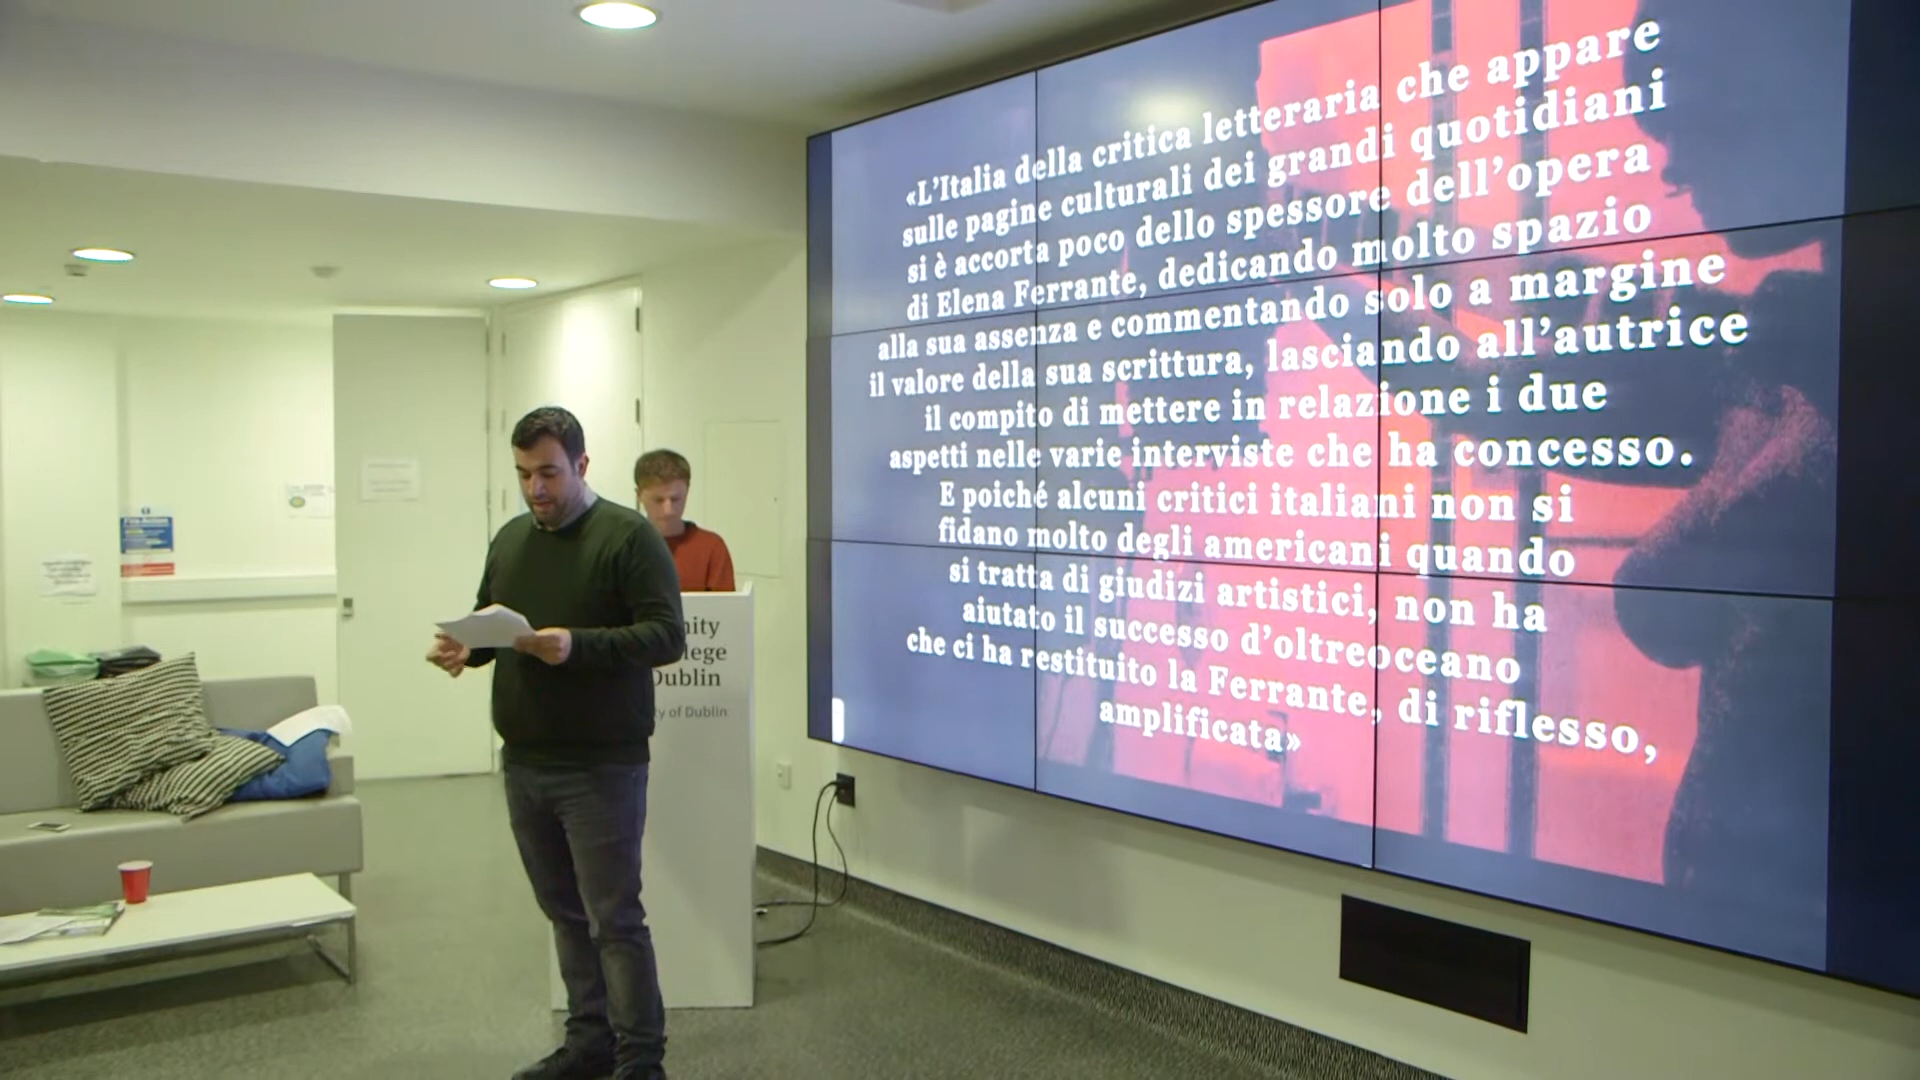 «L'Italia della critica letteraria che appare
sulle pagine culturali dei grandi quotidiani
si è accorta poco dello spessore dell'opera
di Elena Ferrante, dedicando molto spazio
alla sua assenza e commentando solo a margine
il valore della sua scrittura, lasciando all'autrice
il compito di mettere in relazione i due
aspetti nelle varie interviste che ha concesso.
E poiché alcuni critici italiani non si
fidano molto degli americani quando
si tratta di giudizi artistici, non ha
aiutato il successo d'oltreoceano
che ci ha restituito la Ferrante, di riflesso,
amplificata»
Fire Action
nity
lege
Dublin
ty of Dublin